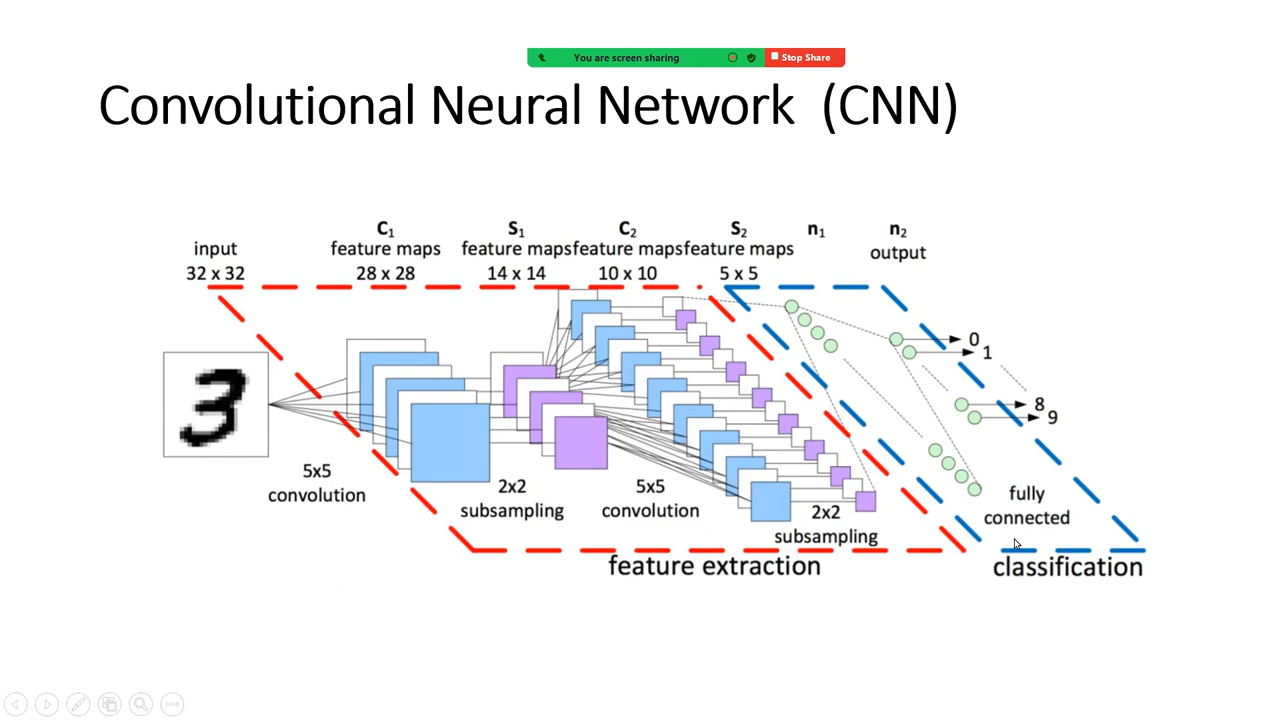 You are screen sharing
Stop Share
Convolutional Neural Network (CNN)
C1
S1
C2
S2
n1
n2
input
feature maps
feature maps
feature maps
feature maps
output
32 x 32
28 x 28
14 x 14
10 x 10
5 x 5
3
0
1
8
9
5x5
convolution
2x2
subsampling
5x5
convolution
2x2
subsampling
fully
connected
feature extraction
classification